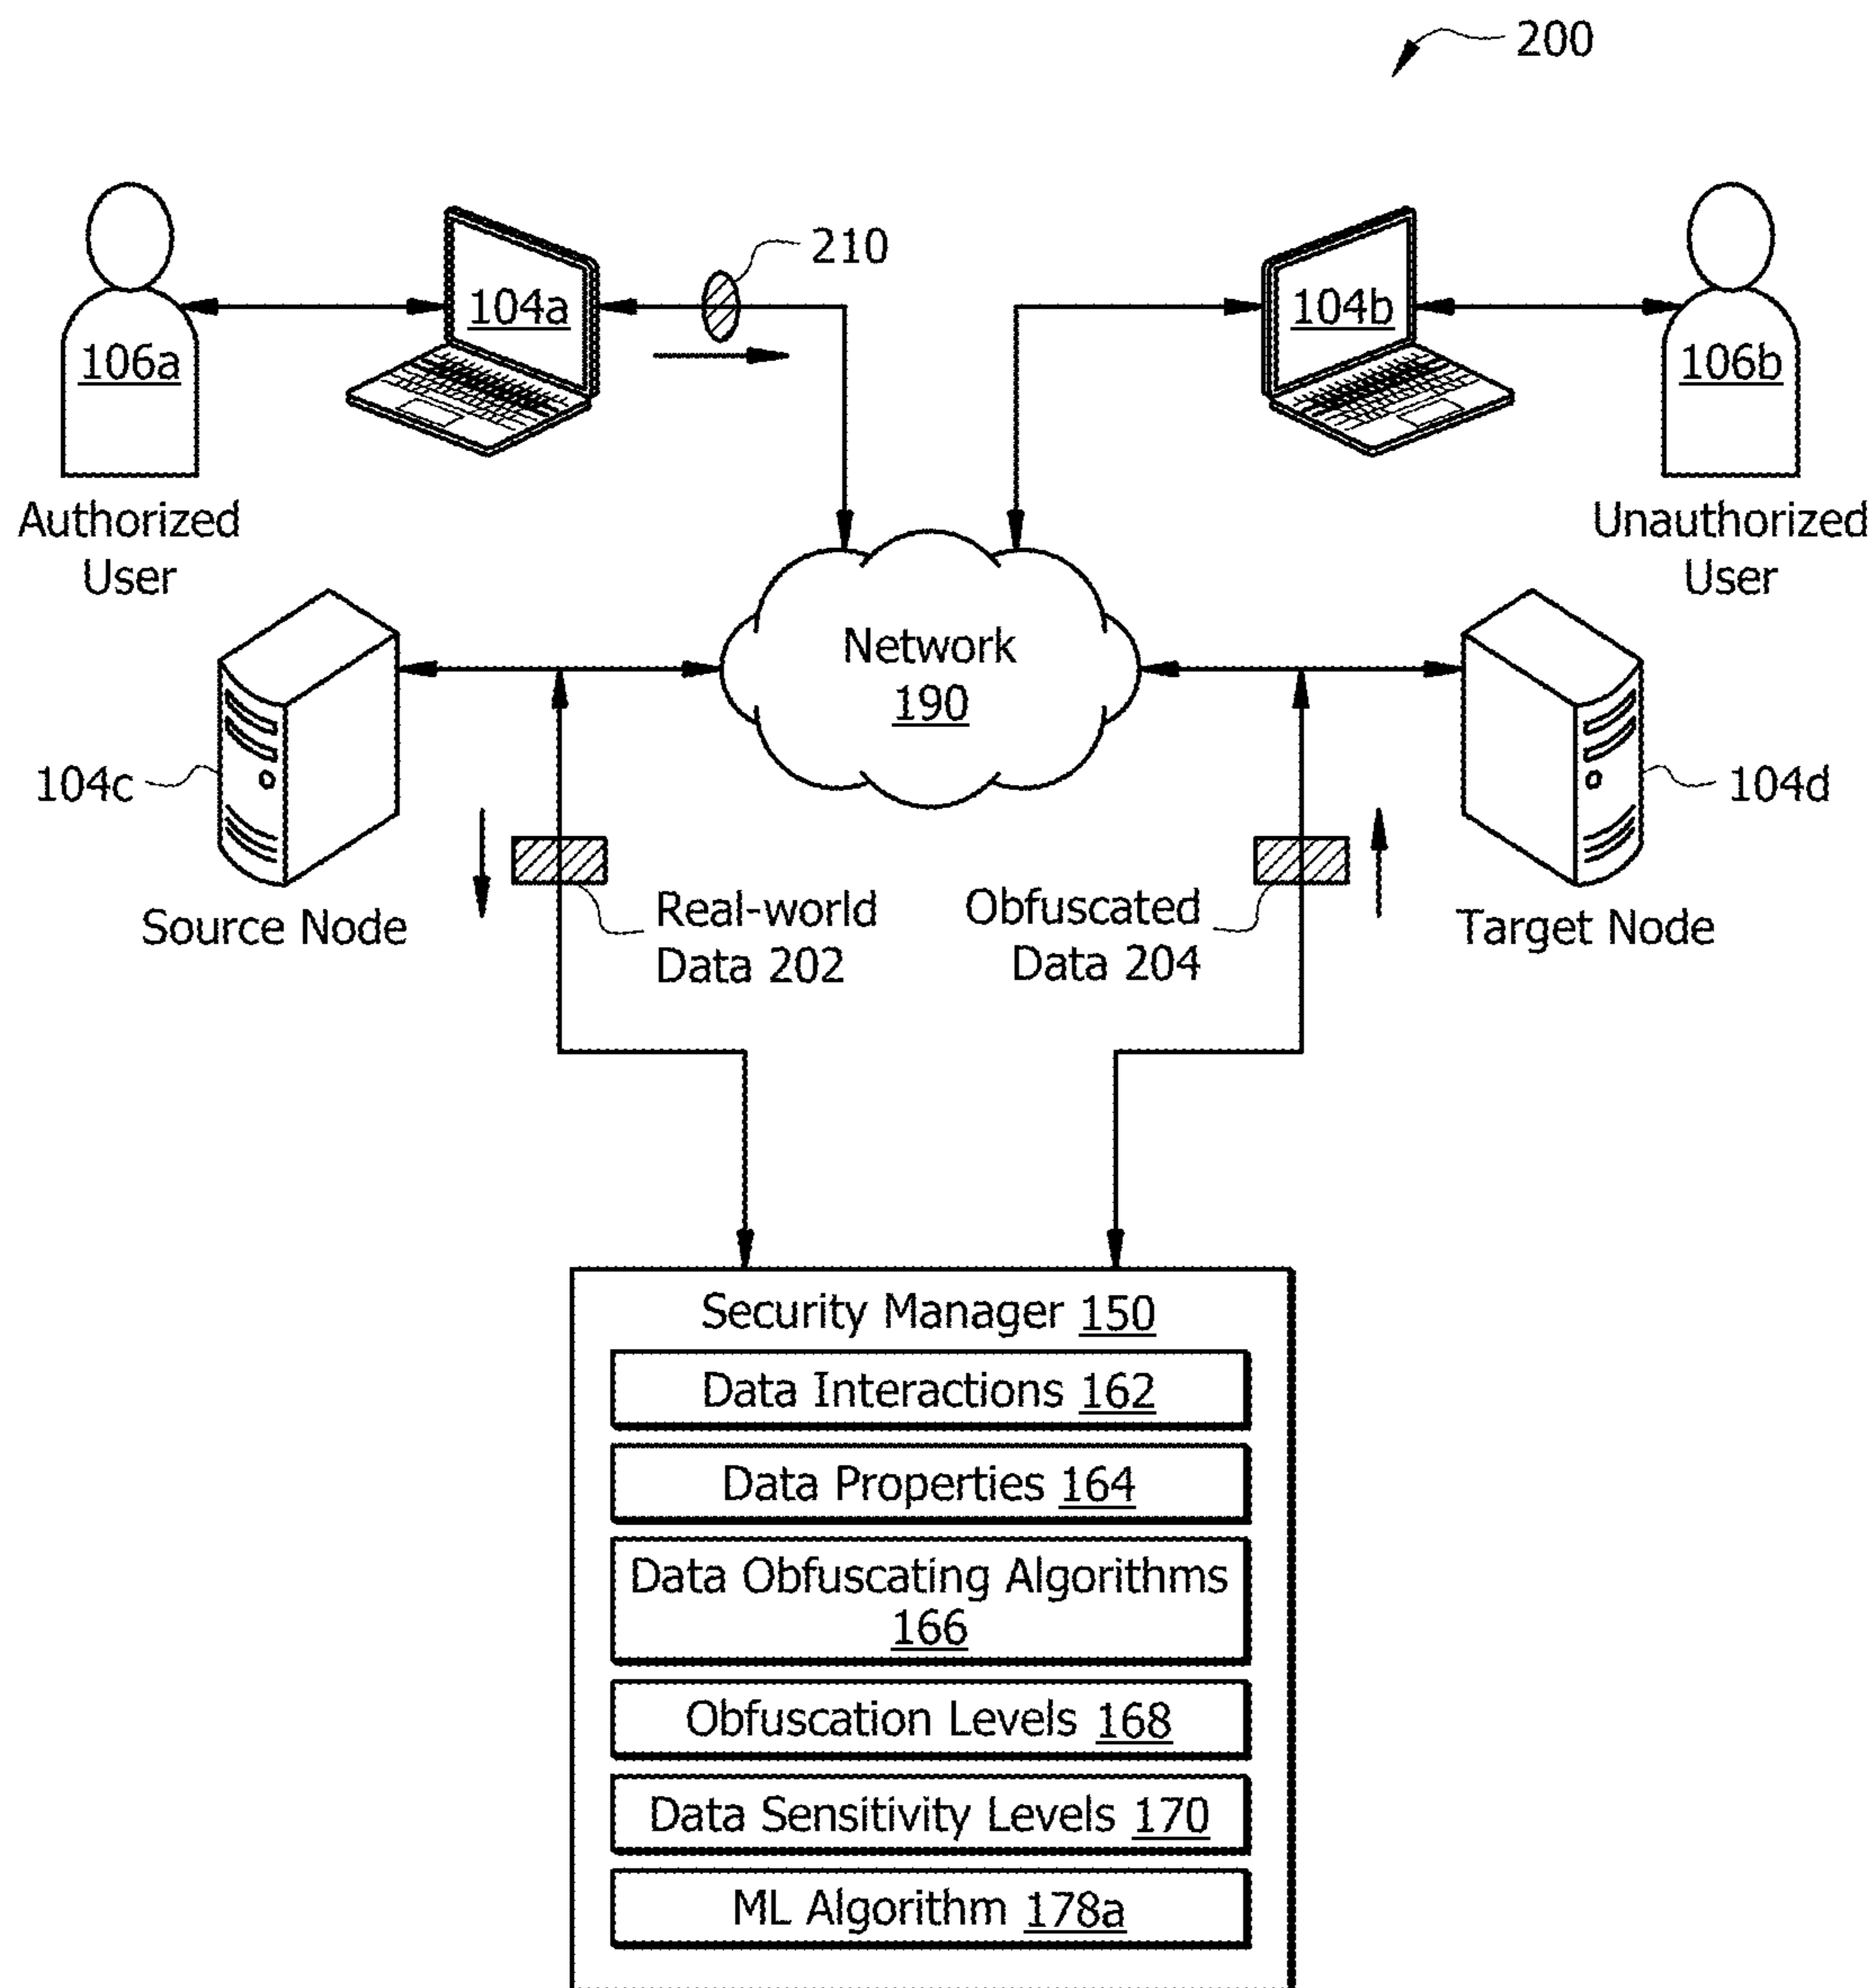 200
210
104a
104b
106a
106b
Authorized
User
Unauthorized
User
Network
190
104c
104d
Source Node
Real-world
Data 202
Obfuscated
Data 204
Target Node
Security Manager 150
Data Interactions 162
Data Properties 164
Data Obfuscating Algorithms
166
Obfuscation Levels 168
Data Sensitivity Levels 170
ML Algorithm 178a